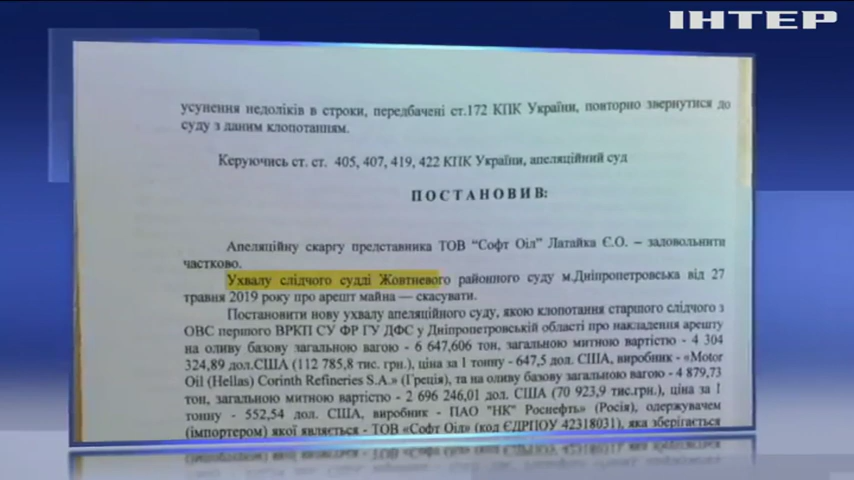 ІНТЕР
усунення недоліків в строки, передбачені ст.172 КПК України, повторно звернутися до
суду з даним клопотанням.
Керуючись ст. ст. 405, 407, 419, 422 КПК України, апеляційний суд
ПОСТАНОВИВ:
Апеляційну скаргу представника ТОВ “Софт Оіл” Латайка Є.О. – задовольнити
частково.
Ухвалу слідчого судді Жовтневого районного суду м.Дніпропетровська від 27
травня 2019 року про арешт майна — скасувати.
Постановити нову ухвалу апеляційного суду, якою клопотання старшого слідчого з
ОВС першого ВРКП СУ ФР ГУ ДФС у Дніпропетровській області про накладення арешту
на оливу базову загальною вагою - 6 647,606 тон, загальною митною вартістю - 4 304
324,89 дол.США (112 785,8 тис. грн.), ціна за 1 тонну - 647,5 дол. США, виробник - «Motor
Oil (Hellas) Corinth Refineries S.A.» (Греція), та на оливу базову загальною вагою - 4 879,73
тон, загальною митною вартістю - 2 696 246,01 дол. США (70 923,9 тис.грн), ціна за 1
тонну - 552,54 дол. США, виробник - ПАО "НК" Роснефть» (Росія), одержувачем
(імпортером) якої являється - ТОВ «Софт Оіл» (код ЄДРПОУ 42318031), яка зберігається